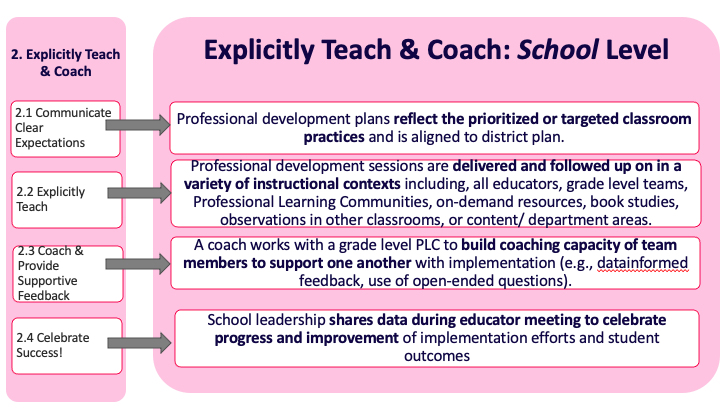 2. Explicitly Teach
& Coach
Explicitly Teach & Coach: School Level
2.1 Communicate
Clear
Expectations
Professional development plans reflect the prioritized or targeted classroom
practices and is aligned to district plan.
2.2 Explicitly
Teach
Professional development sessions are delivered and followed up on in a
variety of instructional contexts including, all educators, grade level teams,
Professional Learning Communities, on-demand resources, book studies,
observations in other classrooms, or content/ department areas.
2.3 Coach &
Provide
Supportive
Feedback
A coach works with a grade level PLC to build coaching capacity of team
members to support one another with implementation (e.g., datainformed
feedback, use of open-ended questions).
2.4 Celebrate
Success!
School leadership shares data during educator meeting to celebrate
progress and improvement of implementation efforts and student
outcomes